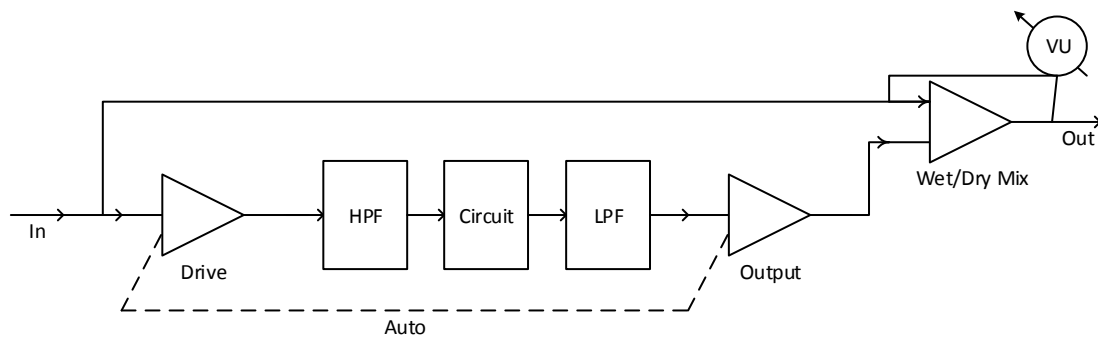 VU
Out
Wet/Dry Mix
In
HPF
Circuit
LPF
Drive
Output
Auto